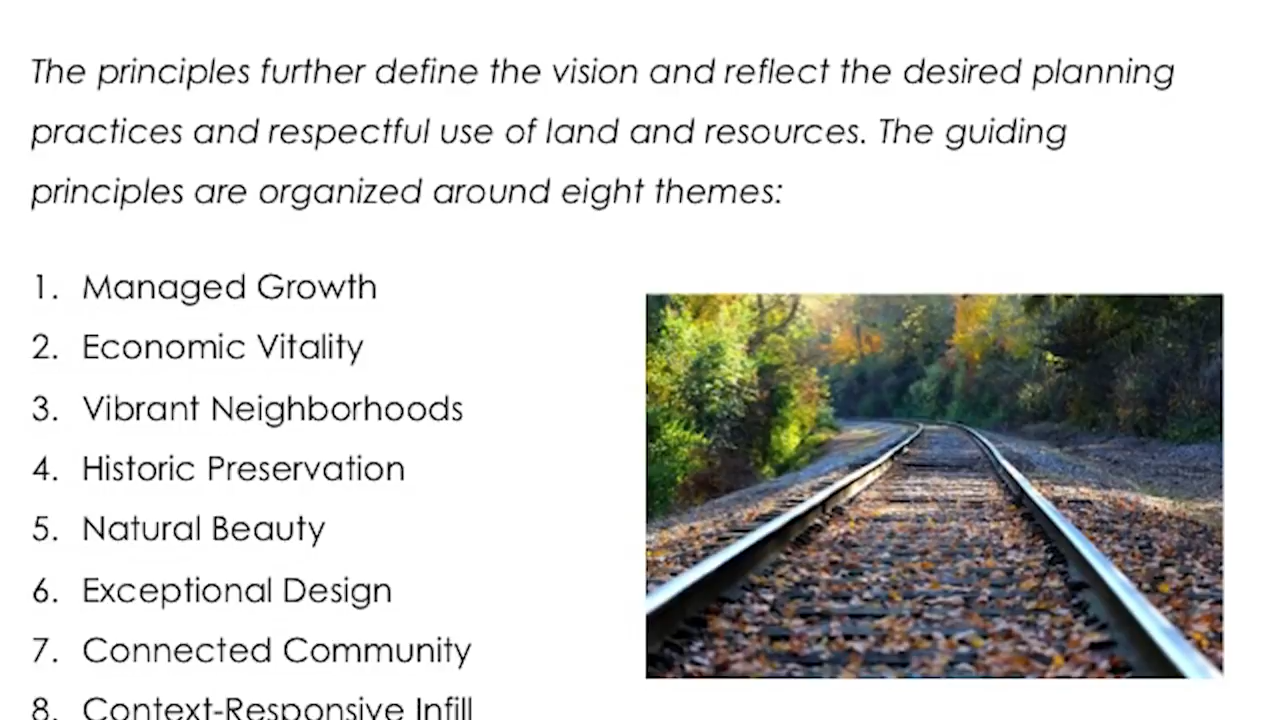 The principles further define the vision and reflect the desired planning
practices and respectful use of land and resources. The guiding
principles are organized around eight themes:
1. Managed Growth
2. Economic Vitality
3. Vibrant Neighborhoods
4. Historic Preservation
5. Natural Beauty
6. Exceptional Design
7. Connected Community
8. Context-Responsive Infill